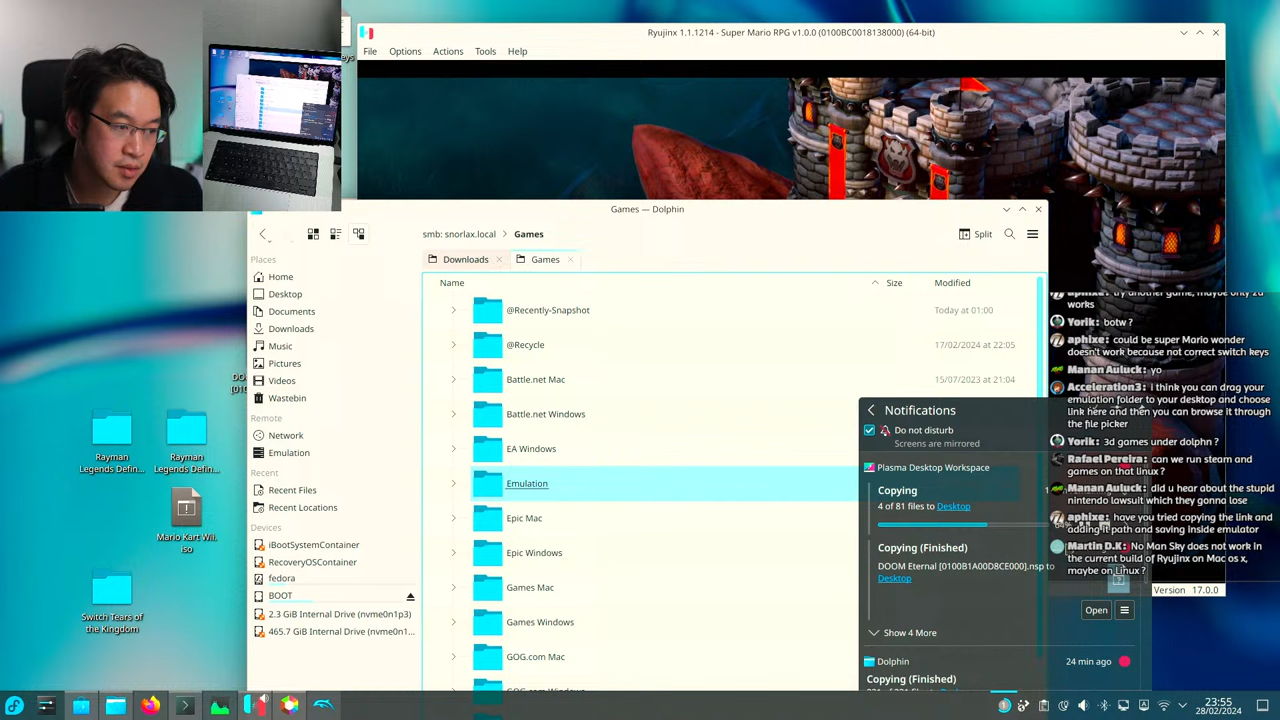 Ryujinx 1.1.1214 - Super Mario RPG v1.0.0 (0100BC0018138000) (64-bit)
File Options Actions Tools Help
Games — Dolphin
smb: snorlax.local > Games
Split
Downloads
Games
Places
Home
Desktop
Documents
Downloads
Music
Pictures
Videos
Wastebin
Remote
Network
Emulation
Recent
Recent Files
Recent Locations
Devices
iBootSystemContainer
RecoveryOSContainer
fedora
BOOT
2.3 GiB Internal Drive (nvme0n1p3)
465.7 GiB Internal Drive (nvme0n1...
Name Size Modified
@Recently-Snapshot Today at 01:00
@Recycle 17/02/2024 at 22:05
Battle.net Mac 15/07/2023 at 21:04
Battle.net Windows
EA Windows
Emulation
Epic Mac
Epic Windows
Games Mac
Games Windows
GOG.com Mac
GOG.com Windows
Notifications
Do not disturb
Screens are mirrored
Plasma Desktop Workspace
Copying
4 of 81 files to Desktop
Copying (Finished)
DOOM Eternal [0100B1A00D8CE000].nsp to
Desktop
Open
Show 4 More
Dolphin 24 min ago
Copying (Finished)
aphixe: try another game, maybe only 2d
works
Yorik: botw ?
aphixe: could be super Mario wonder
doesn't work because not correct switch keys
Manan Auluck: yo
Acceleration3: i think you can drag your
emulation folder to your desktop and choose
link here and then you can browse it through
the file picker
Yorik: 3d games under dolphn ?
Rafael Pereira: can we run steam and
games on that linux ?
Manan Auluck: did u hear about the stupid
nintendo lawsuit which they gonna lose
aphixe: have you tried copying the link and
adding it path and saving inside emulator
Martin D.K: No Man Sky does not work in
the current build of Ryujinx on Mac os x,
maybe on Linux ?
Version 17.0.0
Rayman
Legends Defin...
Rayman
Legends Defin...
Mario Kart Wii.
iso
Switch Tears of
the Kingdom
23:55
28/02/2024